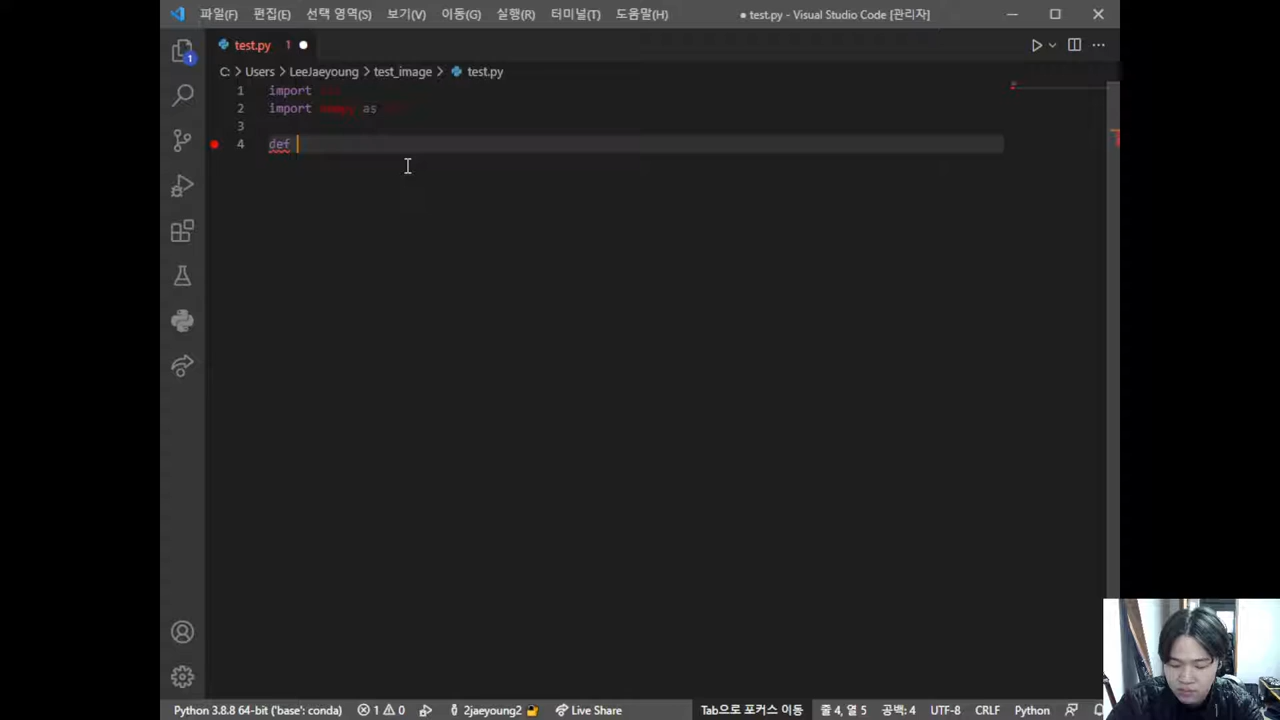 파일(F) 편집(E) 선택 영역(S) 보기(V) 이동(G) 실행(R) 터미널(T) 도움말(H) ● test.py - Visual Studio Code [관리자]
test.py 1
C: > Users > LeeJaeyoung > test_image > test.py
1 import
2 import numpy as
3
4 def
1
Python 3.8.8 64-bit ('base': conda) 1 0 2jaeyoung2 Live Share Tab으로 포커스 이동 줄 4, 열 5 공백: 4 UTF-8 CRLF Python